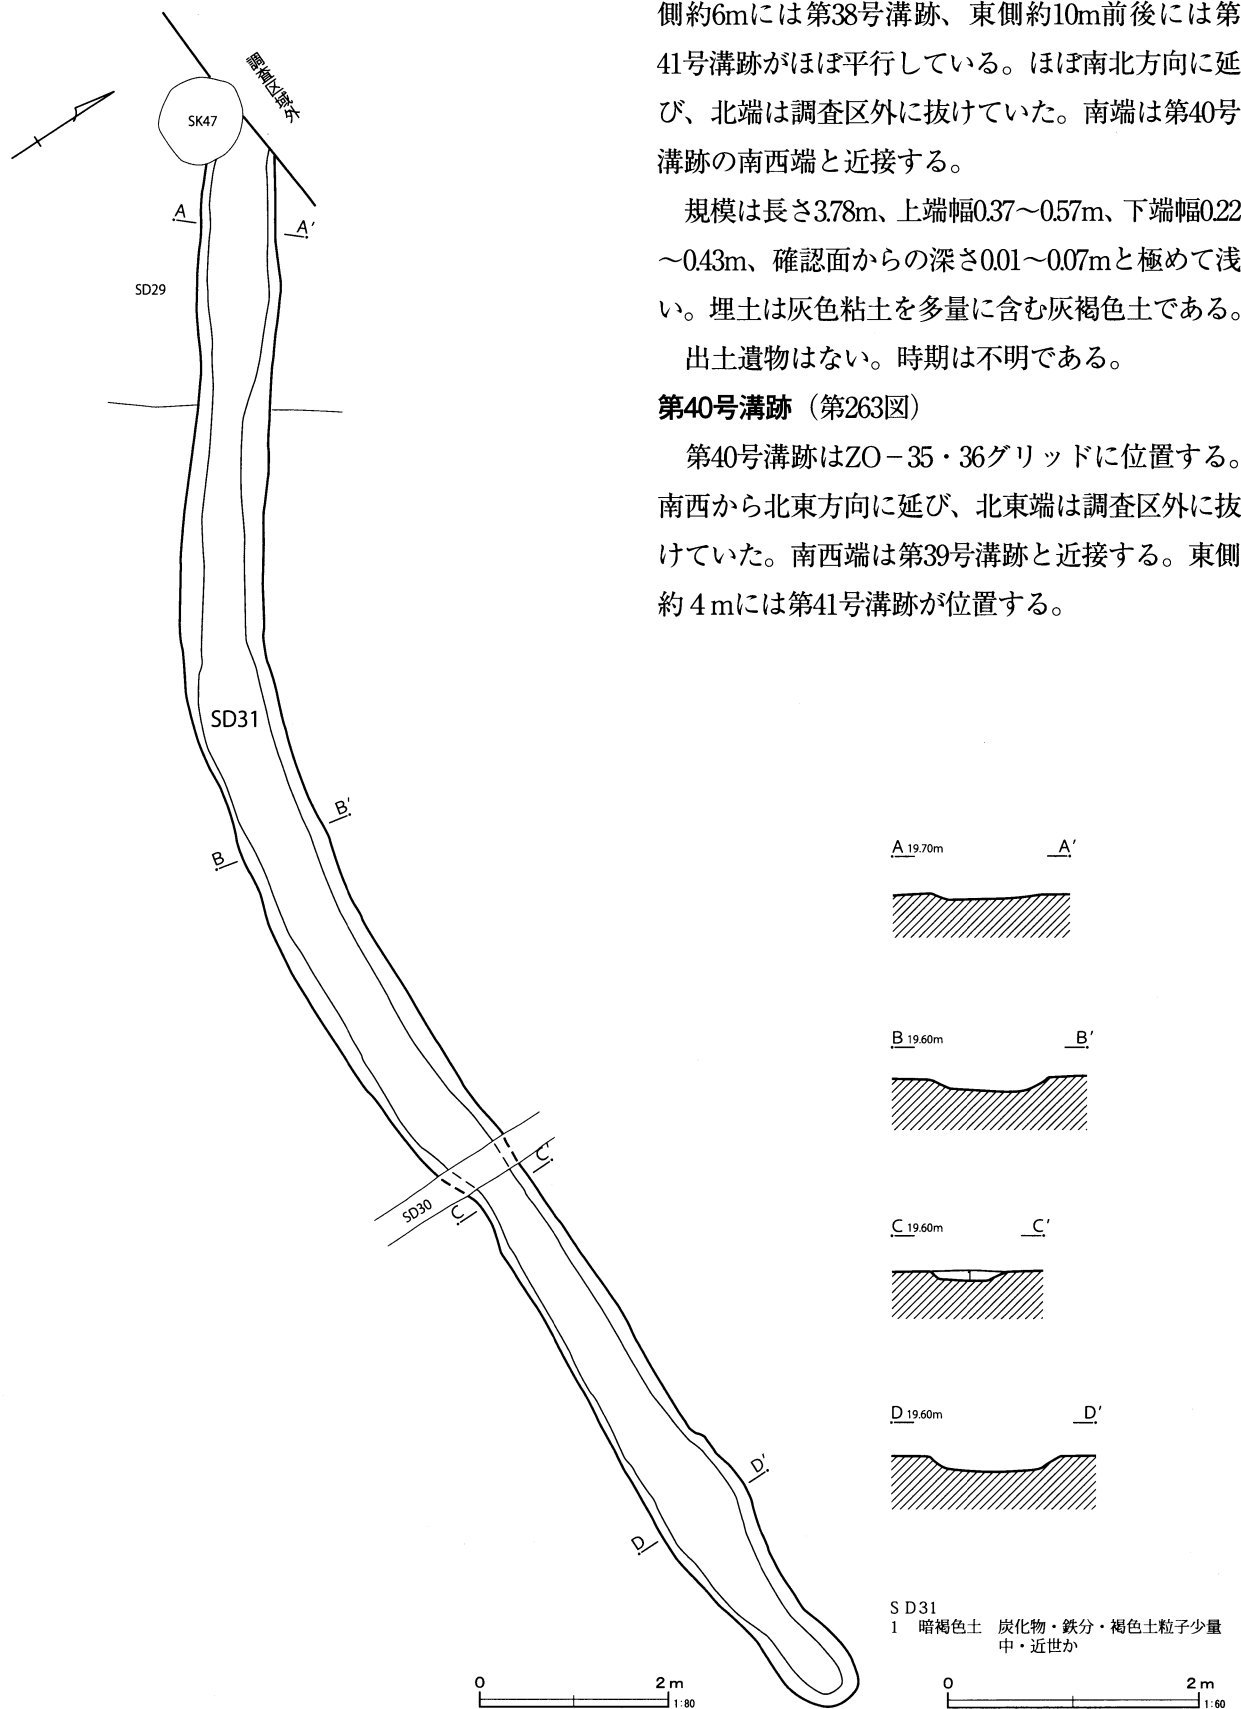 側約6mには第38号溝跡、東側約10m前後には第
41号溝跡がほぼ平行している。ほぼ南北方向に延
び、北端は調査区外に抜けていた。南端は第40号
溝跡の南西端と近接する。
規模は長さ3.78m、上端幅0.37〜0.57m、下端幅0.22
〜0.43m、確認面からの深さ0.01〜0.07mと極めて浅
い。埋土は灰色粘土を多量に含む灰褐色土である。
出土遺物はない。時期は不明である。
第40号溝跡（第263図）
第40号溝跡はZO－35・36グリッドに位置する。
南西から北東方向に延び、北東端は調査区外に抜
けていた。南西端は第39号溝跡と近接する。東側
約４mには第41号溝跡が位置する。
調査区域外
SK47
A
A′
SD29
SD31
B′
B
C′
SD30
C
D′
D
A 19.70m A′
B 19.60m B′
C 19.60m C′
1
D 19.60m D′
SD31
1 暗褐色土 炭化物・鉄分・褐色土粒子少量
中・近世か
0 2m
1:80
0 2m
1:60